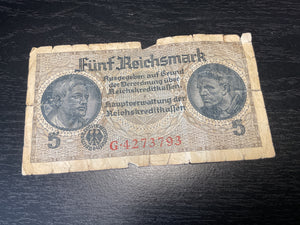 Fünf Reichsmark
Ausgegeben auf Grund
der Verordnung über
Reichskreditkassen.
Hauptverwaltung der
Reichskreditkassen.
5 5
G·4273793